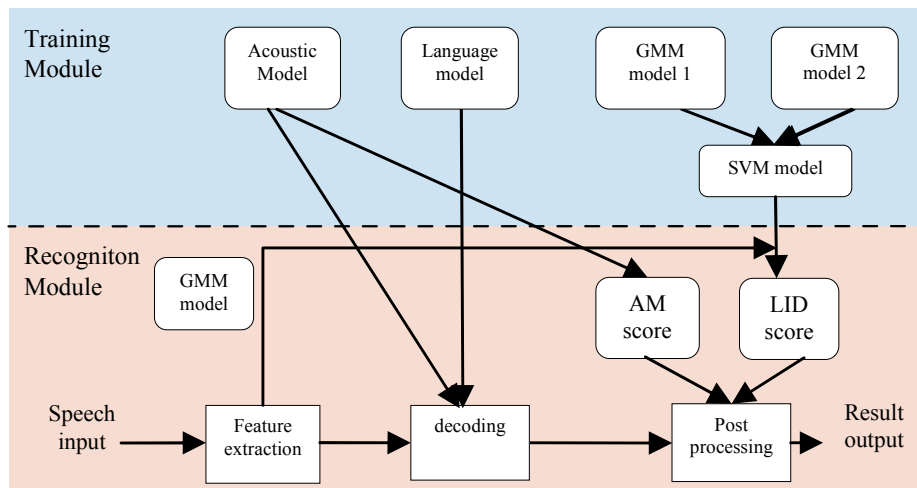 Training
Module
Acoustic
Model
Language
model
GMM
model 1
GMM
model 2
SVM model
Recogniton
Module
GMM
model
AM
score
LID
score
Speech
input
Feature
extraction
decoding
Post
processing
Result
output